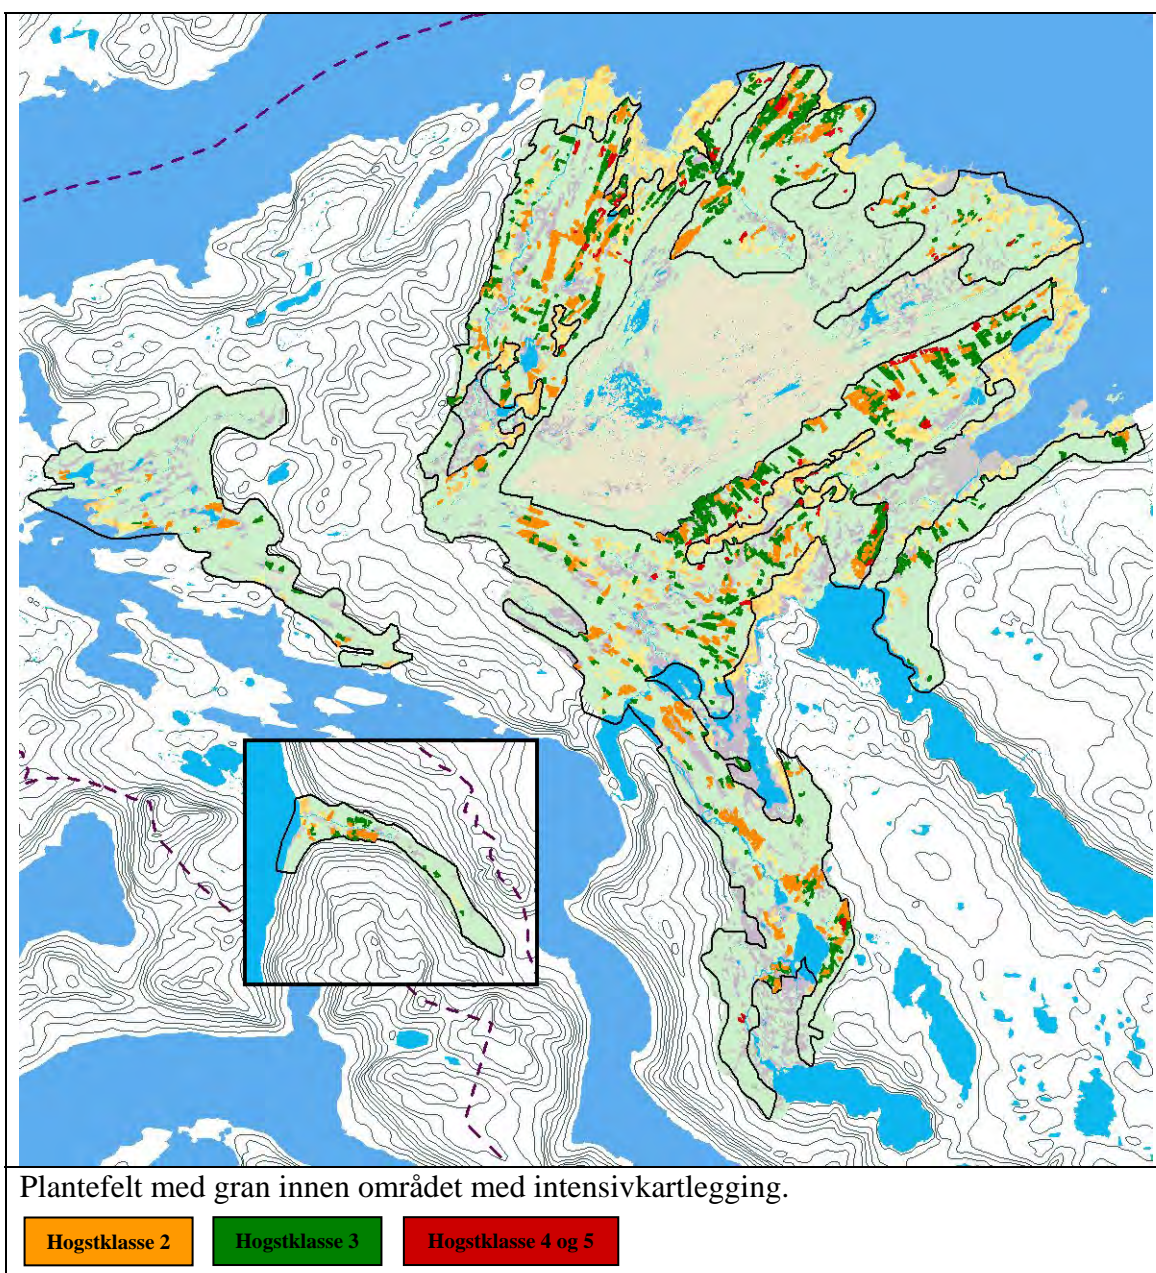 Plantefelt med gran innen området med intensivkartlegging.
Hogstklasse 2
Hogstklasse 3
Hogstklasse 4 og 5